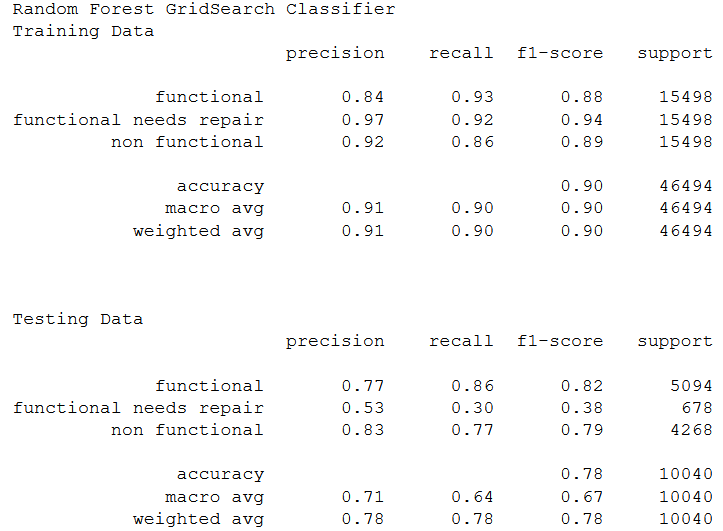 Random Forest GridSearch Classifier
Training Data
precision recall f1-score support
functional 0.84 0.93 0.88 15498
functional needs repair 0.97 0.92 0.94 15498
non functional 0.92 0.86 0.89 15498
accuracy 0.90 46494
macro avg 0.91 0.90 0.90 46494
weighted avg 0.91 0.90 0.90 46494
Testing Data
precision recall f1-score support
functional 0.77 0.86 0.82 5094
functional needs repair 0.53 0.30 0.38 678
non functional 0.83 0.77 0.79 4268
accuracy 0.78 10040
macro avg 0.71 0.64 0.67 10040
weighted avg 0.78 0.78 0.78 10040